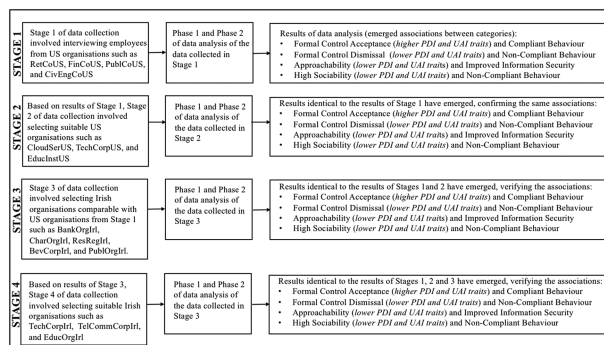 STAGE 1
Stage 1 of data collection
involved interviewing employees
from US organisations such as
RetCoUS, FinCoUS, PublCoUS, and
CivEngCoUS
Phase 1 and Phase 2
of data analysis of the
data collected in
Stage 1
Results of data analysis (emerged associations between categories):
• Formal Control Acceptance (higher PDI and UAI traits) and Compliant Behaviour
• Formal Control Dismissal (lower PDI and UAI traits) and Non-Compliant Behaviour
• Approachability (lower PDI and UAI traits) and Improved Information Security
• High Sociability (lower PDI and UAI traits) and Non-Compliant Behaviour
STAGE 2
Based on results of Stage 1, Stage
2 of data collection involved
selecting suitable US
organisations such as
CloudSerUS, TechCorpUS, and
EducInstUS
Phase 1 and Phase 2
of data analysis of
the data collected in
Stage 2
Results identical to the results of Stage 1 have emerged, confirming the same associations:
• Formal Control Acceptance (higher PDI and UAI traits) and Compliant Behaviour
• Formal Control Dismissal (lower PDI and UAI traits) and Non-Compliant Behaviour
• Approachability (lower PDI and UAI traits) and Improved Information Security
• High Sociability (lower PDI and UAI traits) and Non-Compliant Behaviour
STAGE 3
Stage 3 of data collection
involved selecting Irish
organisations comparable with
US organisations from Stage 1
such as BankOrgIrl,
CharOrgIrl, ResRegIrl,
BevCorpIrl, and PublOrgIrl.
Phase 1 and Phase 2
of data analysis of
the data collected in
Stage 3
Results identical to the results of Stages 1and 2 have emerged, verifying the associations:
• Formal Control Acceptance (higher PDI and UAI traits) and Compliant Behaviour
• Formal Control Dismissal (lower PDI and UAI traits) and Non-Compliant Behaviour
• Approachability (lower PDI and UAI traits) and Improved Information Security
• High Sociability (lower PDI and UAI traits) and Non-Compliant Behaviour
STAGE 4
Based on results of Stage 3,
Stage 4 of data collection
involved selecting suitable Irish
organisations such as
TechCorpIrl, TelCommCorpIrl,
and EducOrgIrl
Phase 1 and Phase 2
of data analysis of
the data collected in
Stage 3
Results identical to the results of Stages 1, 2 and 3 have emerged, verifying the associations:
• Formal Control Acceptance (higher PDI and UAI traits) and Compliant Behaviour
• Formal Control Dismissal (lower PDI and UAI traits) and Non-Compliant Behaviour
• Approachability (lower PDI and UAI traits) and Improved Information Security
• High Sociability (lower PDI and UAI traits) and Non-Compliant Behaviour